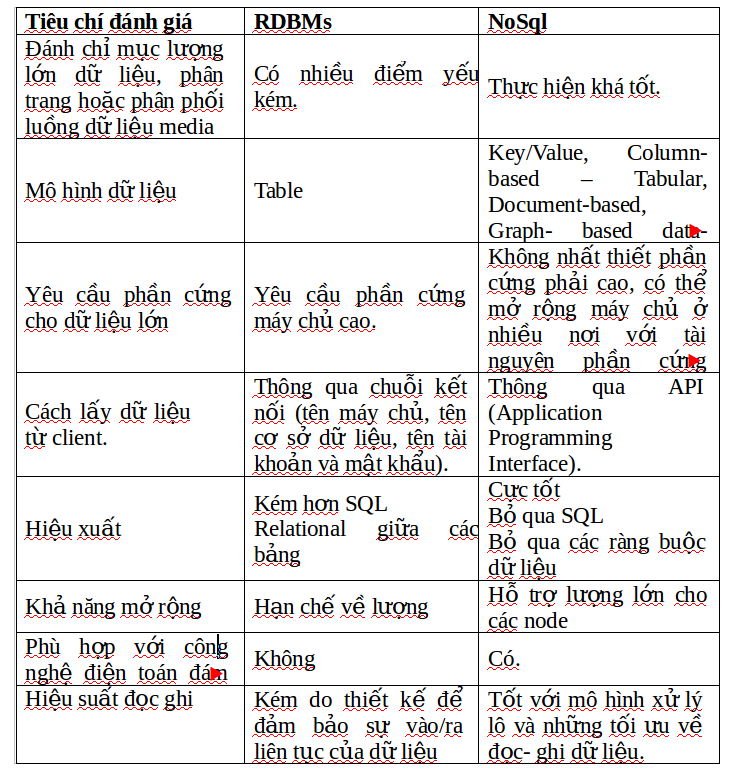 Tiêu chí đánh giá
RDBMs
NoSql
Đánh chỉ mục lượng
lớn dữ liệu, phân
trang hoặc phân phối
luồng dữ liệu media
Có nhiều điểm yếu
kém.
Thực hiện khá tốt.
Mô hình dữ liệu
Table
Key/Value, Column-
based – Tabular,
Document-based,
Graph- based data-
Yêu cầu phần cứng
cho dữ liệu lớn
Yêu cầu phần cứng
máy chủ cao.
Không nhất thiết phần
cứng phải cao, có thể
mở rộng máy chủ ở
nhiều nơi với tài
nguyên phần cứng
Cách lấy dữ liệu
từ client.
Thông qua chuỗi kết
nối (tên máy chủ, tên
cơ sở dữ liệu, tên tài
khoản và mật khẩu).
Thông qua API
(Application
Programming
Interface).
Hiệu xuất
Kém hơn SQL
Relational giữa các
bảng
Cực tốt
Bỏ qua SQL
Bỏ qua các ràng buộc
dữ liệu
Khả năng mở rộng
Hạn chế về lượng
Hỗ trợ lượng lớn cho
các node
Phù hợp với công
nghệ điện toán đám
Không
Có.
Hiệu suất đọc ghi
Kém do thiết kế để
đảm bảo sự vào/ra
liên tục của dữ liệu
Tốt với mô hình xử lý
lô và những tối ưu về
đọc- ghi dữ liệu.